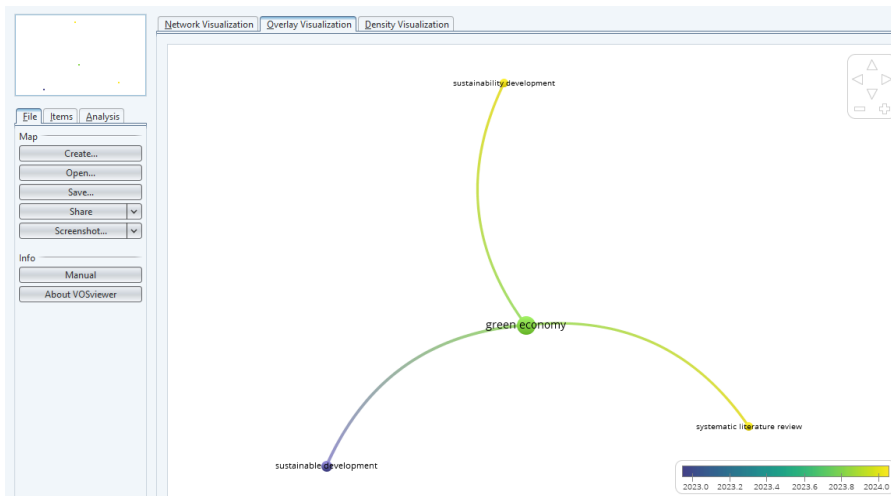 Network Visualization Overlay Visualization Density Visualization
File Items Analysis
Map
Create...
Open...
Save...
Share
Screenshot...
Info
Manual
About VOSviewer
sustainability development
green economy
systematic literature review
sustainable development
2023.0 2023.2 2023.4 2023.6 2023.8 2024.0